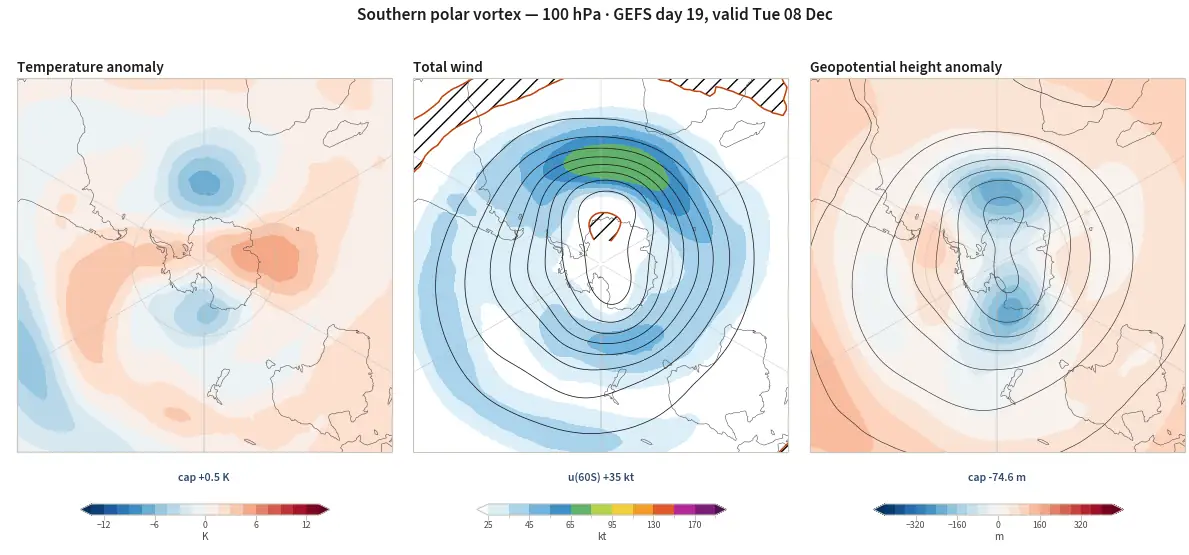 Southern polar vortex — 100 hPa · GEFS day 19, valid Tue 08 Dec
Temperature anomaly
Total wind
Geopotential height anomaly
cap +0.5 K
u(60S) +35 kt
cap -74.6 m
−12 −6 0 6 12
K
25 45 65 95 130 170
kt
−320 −160 0 160 320
m